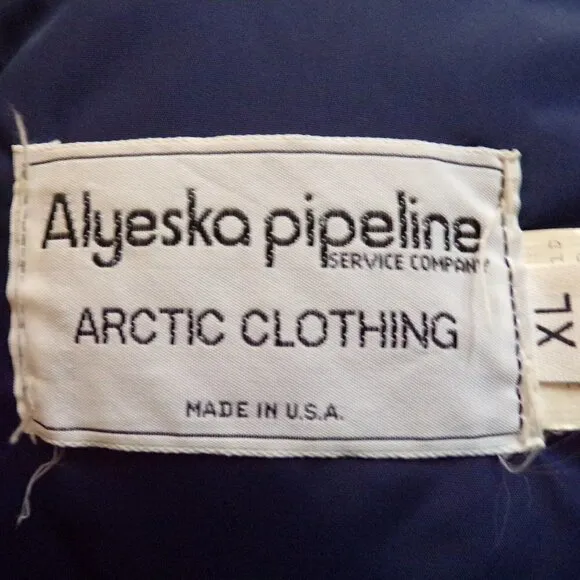 Alyeska pipeline
SERVICE COMPANY
ARCTIC CLOTHING
MADE IN U.S.A.
XL